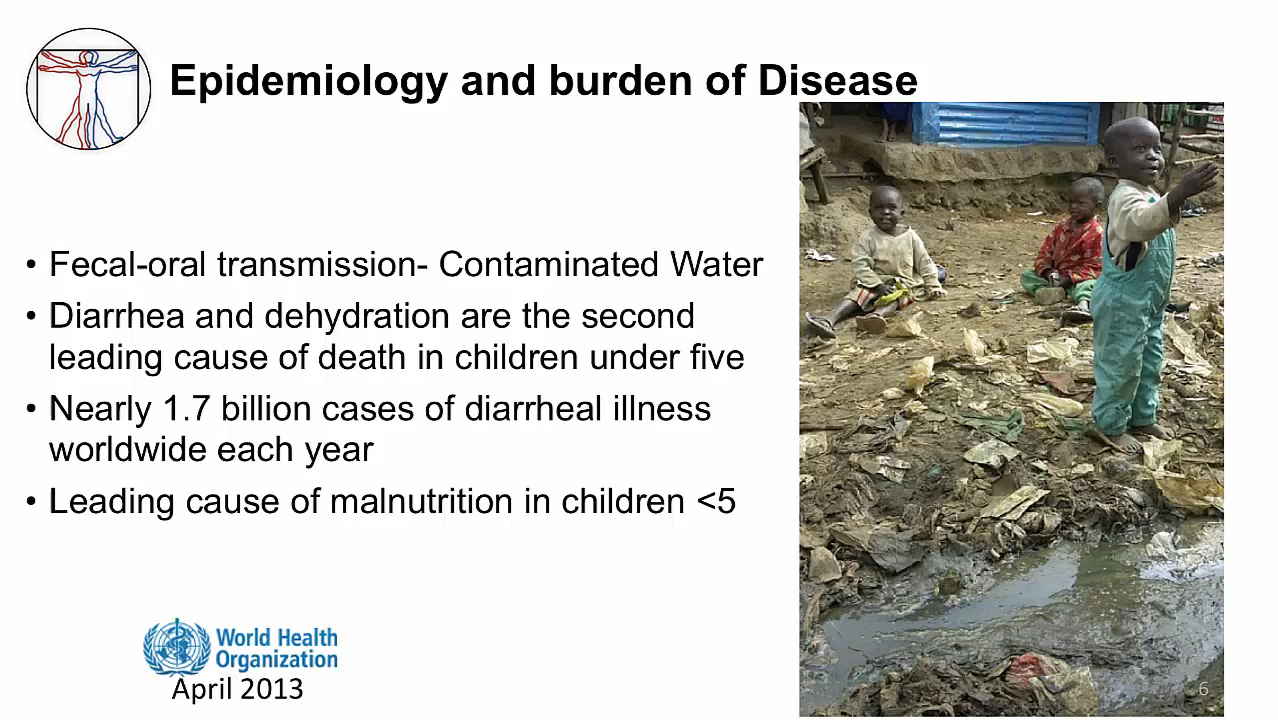 Epidemiology and burden of Disease
• Fecal-oral transmission- Contaminated Water
• Diarrhea and dehydration are the second
leading cause of death in children under five
• Nearly 1.7 billion cases of diarrheal illness
worldwide each year
• Leading cause of malnutrition in children <5
World Health
Organization
April 2013
6